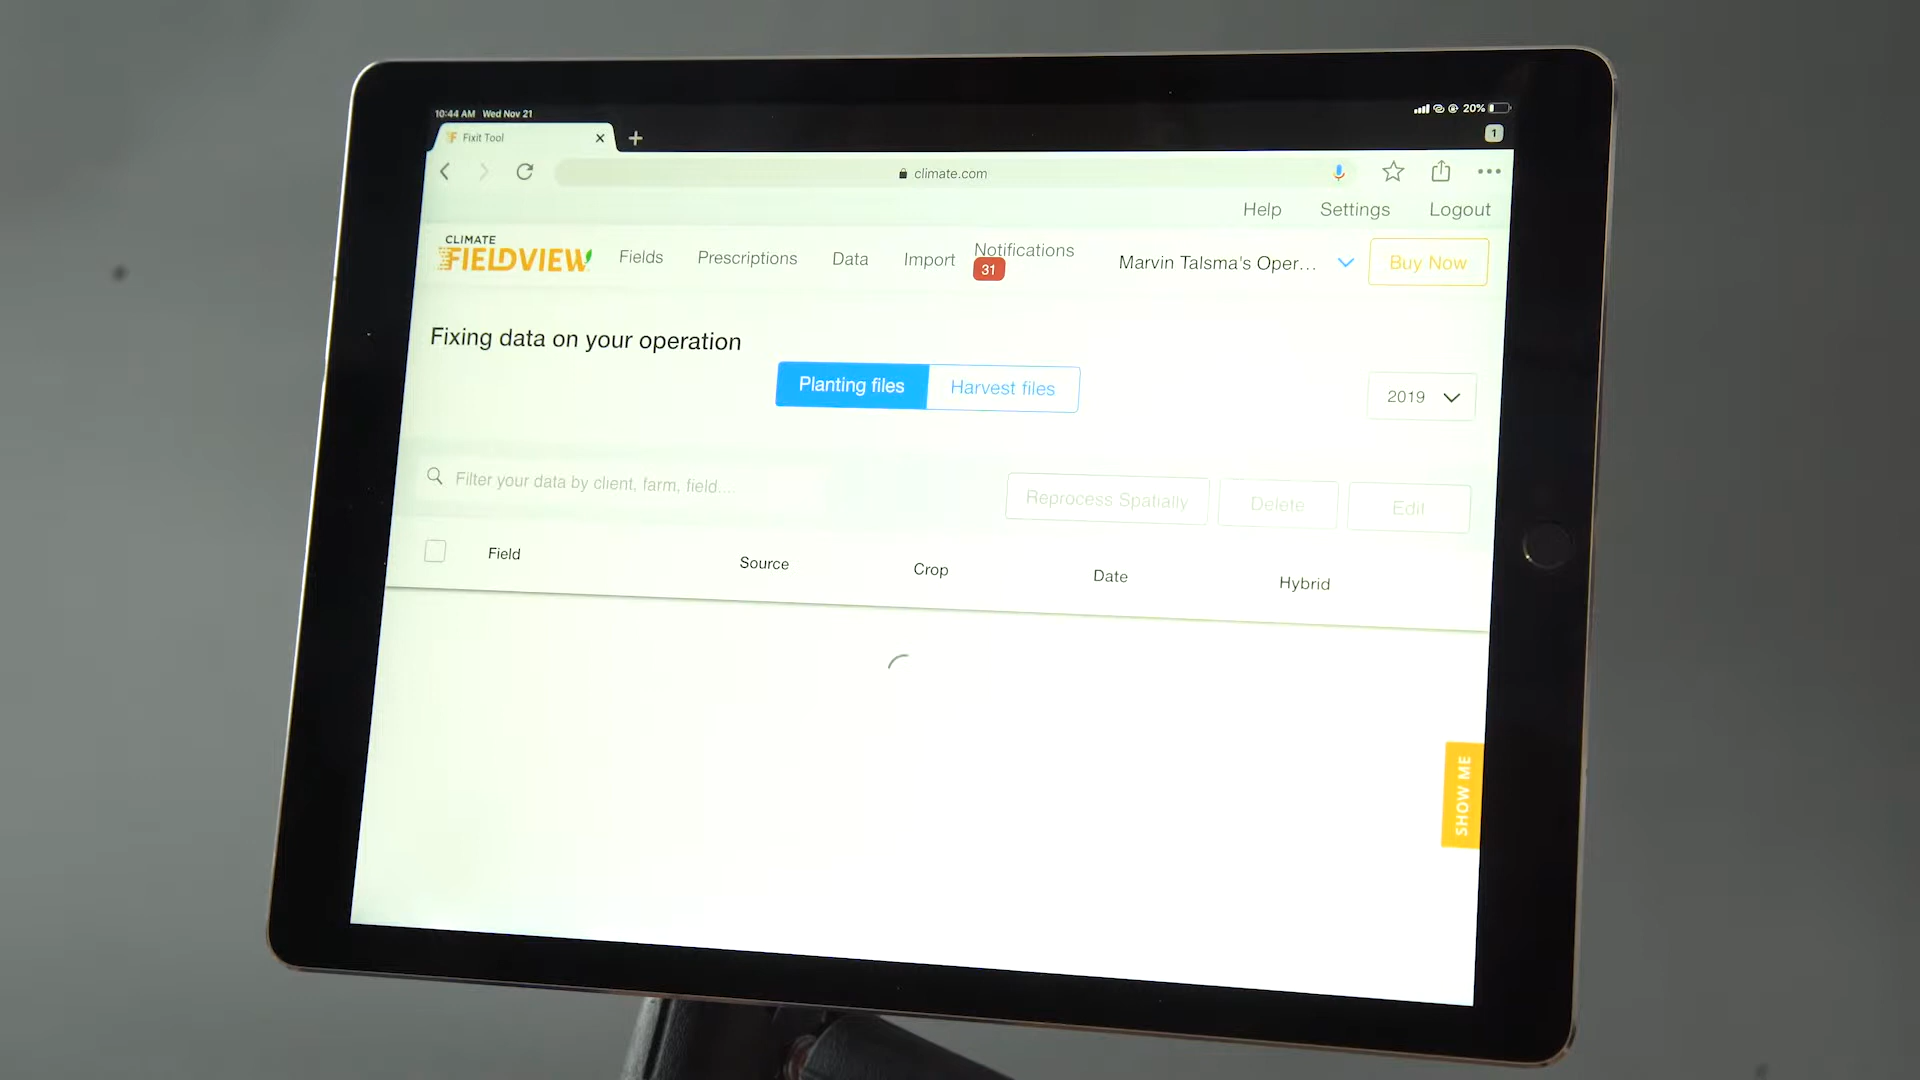 10:44 AM Wed Nov 21
20%
Fixit Tool
1
climate.com
Help Settings Logout
CLIMATE
FIELDVIEW
Fields Prescriptions Data Import Notifications 31 Marvin Talsma's Oper... Buy Now
Fixing data on your operation
Planting files Harvest files
2019
Filter your data by client, farm, field....
Reprocess Spatially Delete Edit
Field Source Crop Date Hybrid
SHOW ME